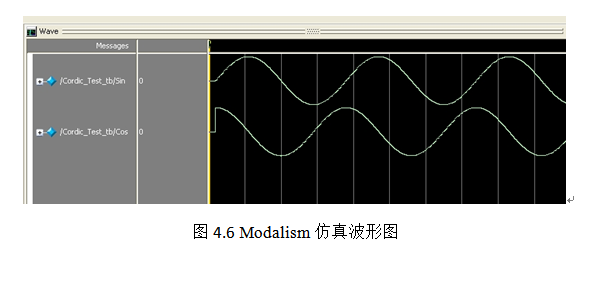 Wave
Messages
/Cordic_Test_tb/Sin 0
/Cordic_Test_tb/Cos 0
图 4.6 Modalism 仿真波形图